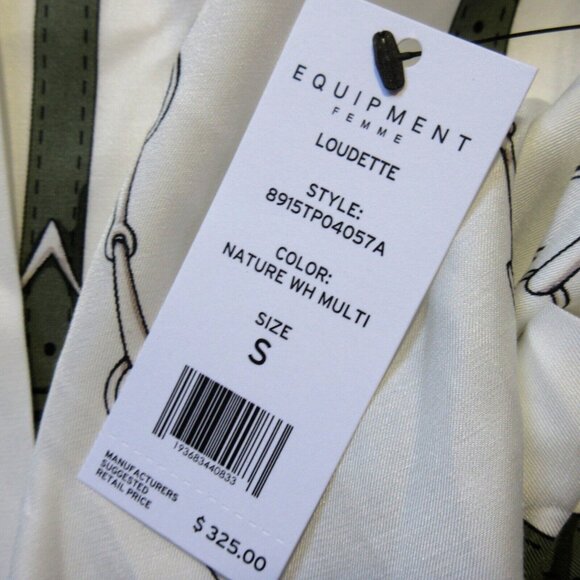 EQUIPMENT
FEMME
LOUDETTE
STYLE:
8915TP04057A
COLOR:
NATURE WH MULTI
SIZE
S
193683440833
MANUFACTURERS
SUGGESTED
RETAIL PRICE
$325.00